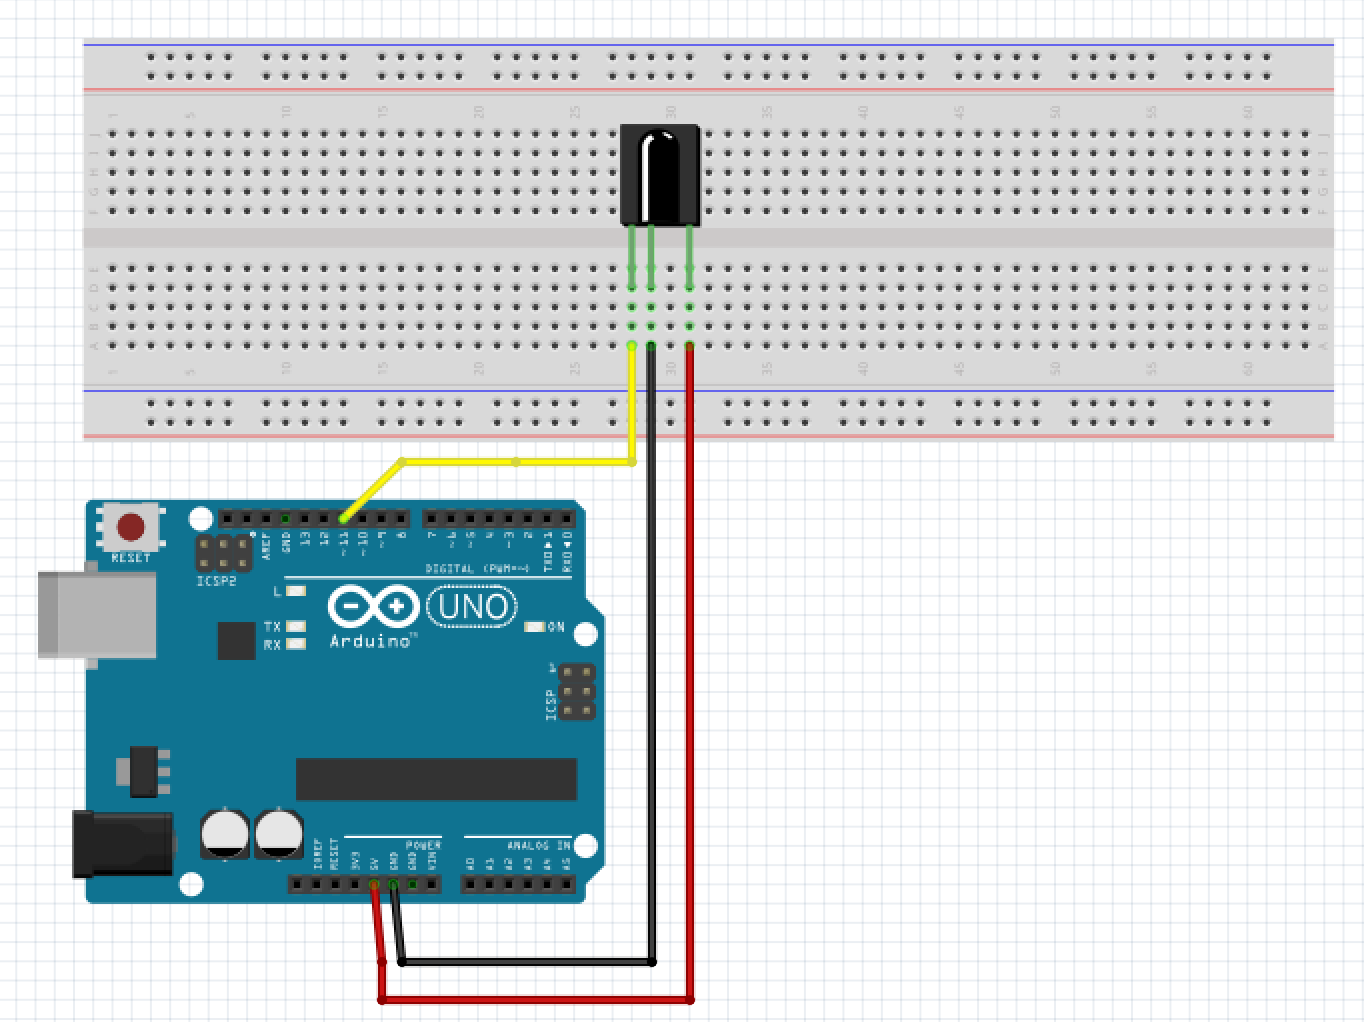 1 5 10 15 20 25 30 35 40 45 50 55 60
J J
I I
H H
G G
F F
E E
D D
C C
B B
A A
1 5 10 15 20 25 30 35 40 45 50 55 60
RESET
ICSP2
AREF GND 13 12 ~11 ~10 ~9 8 7 ~6 ~5 4 ~3 2 TX0▶1 RX0◀0
DIGITAL (PWM=~)
L
TX
RX
UNO
Arduino™
ON
ICSP
1
POWER
ANALOG IN
IOREF RESET 3V3 5V GND GND VIN A0 A1 A2 A3 A4 A5